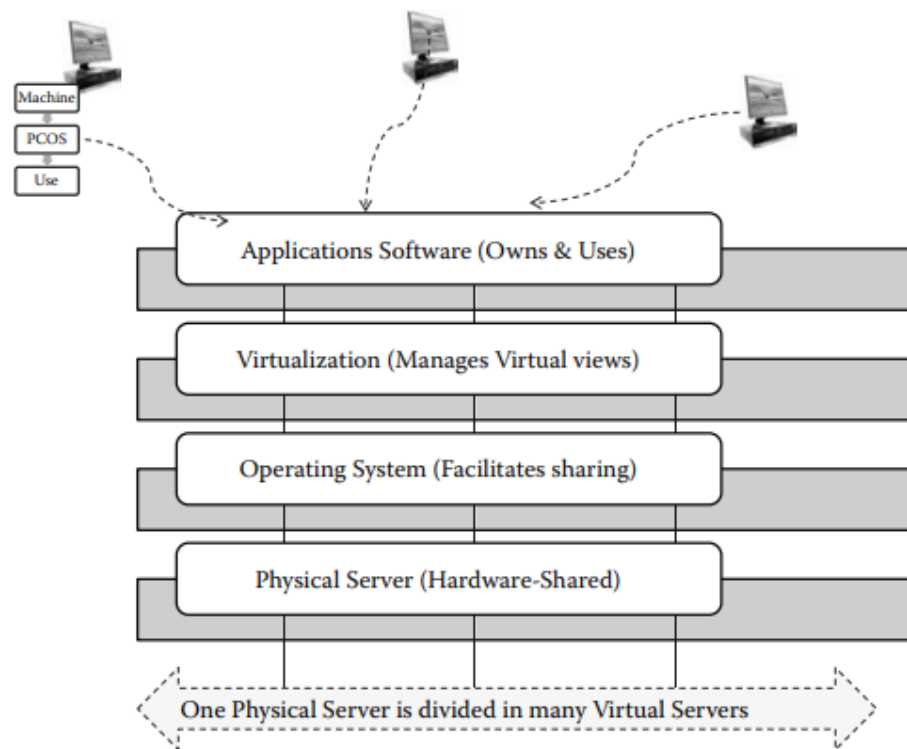 Machine
PCOS
Use
Applications Software (Owns & Uses)
Virtualization (Manages Virtual views)
Operating System (Facilitates sharing)
Physical Server (Hardware-Shared)
One Physical Server is divided in many Virtual Servers